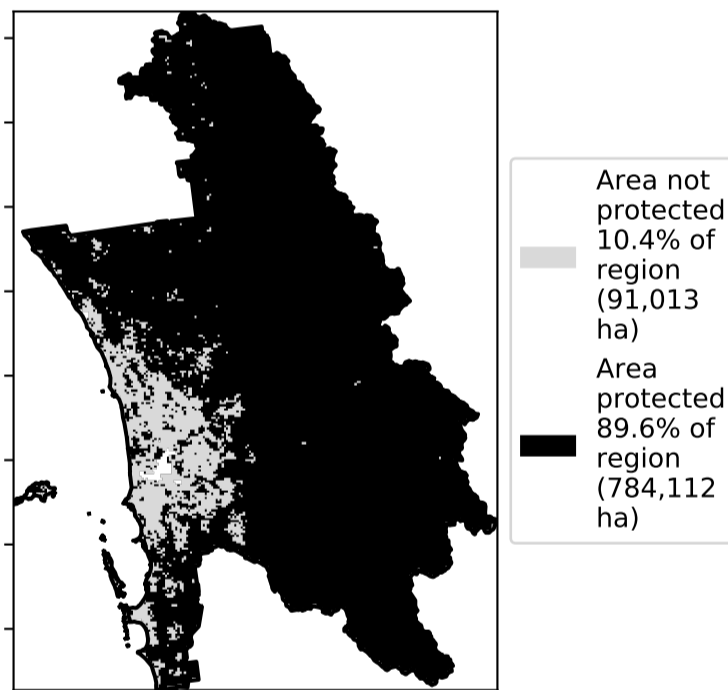 Area not
protected
10.4% of
region
(91,013
ha)
Area
protected
89.6% of
region
(784,112
ha)